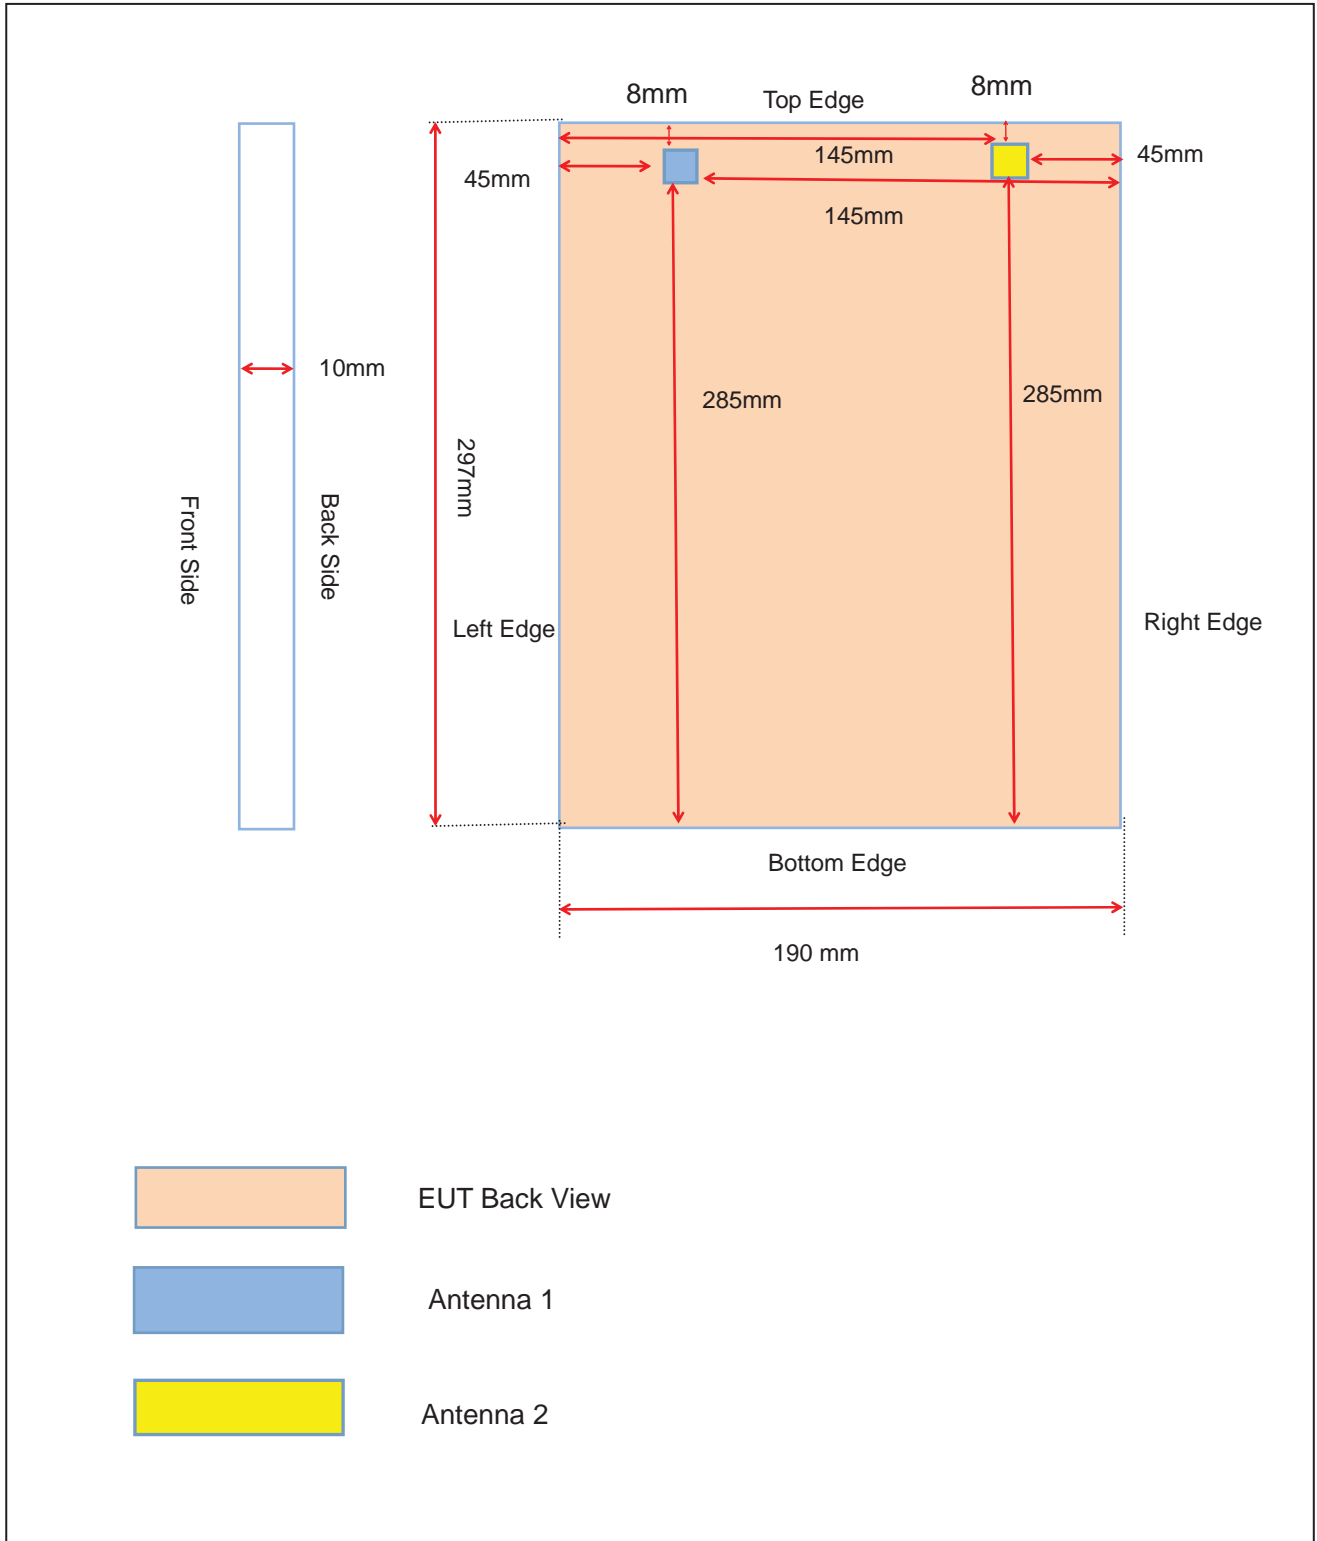 8mm
Top Edge
8mm
45mm
145mm
45mm
145mm
10mm
285mm
285mm
297mm
Front Side
Back Side
Left Edge
Right Edge
Bottom Edge
190 mm
EUT Back View
Antenna 1
Antenna 2